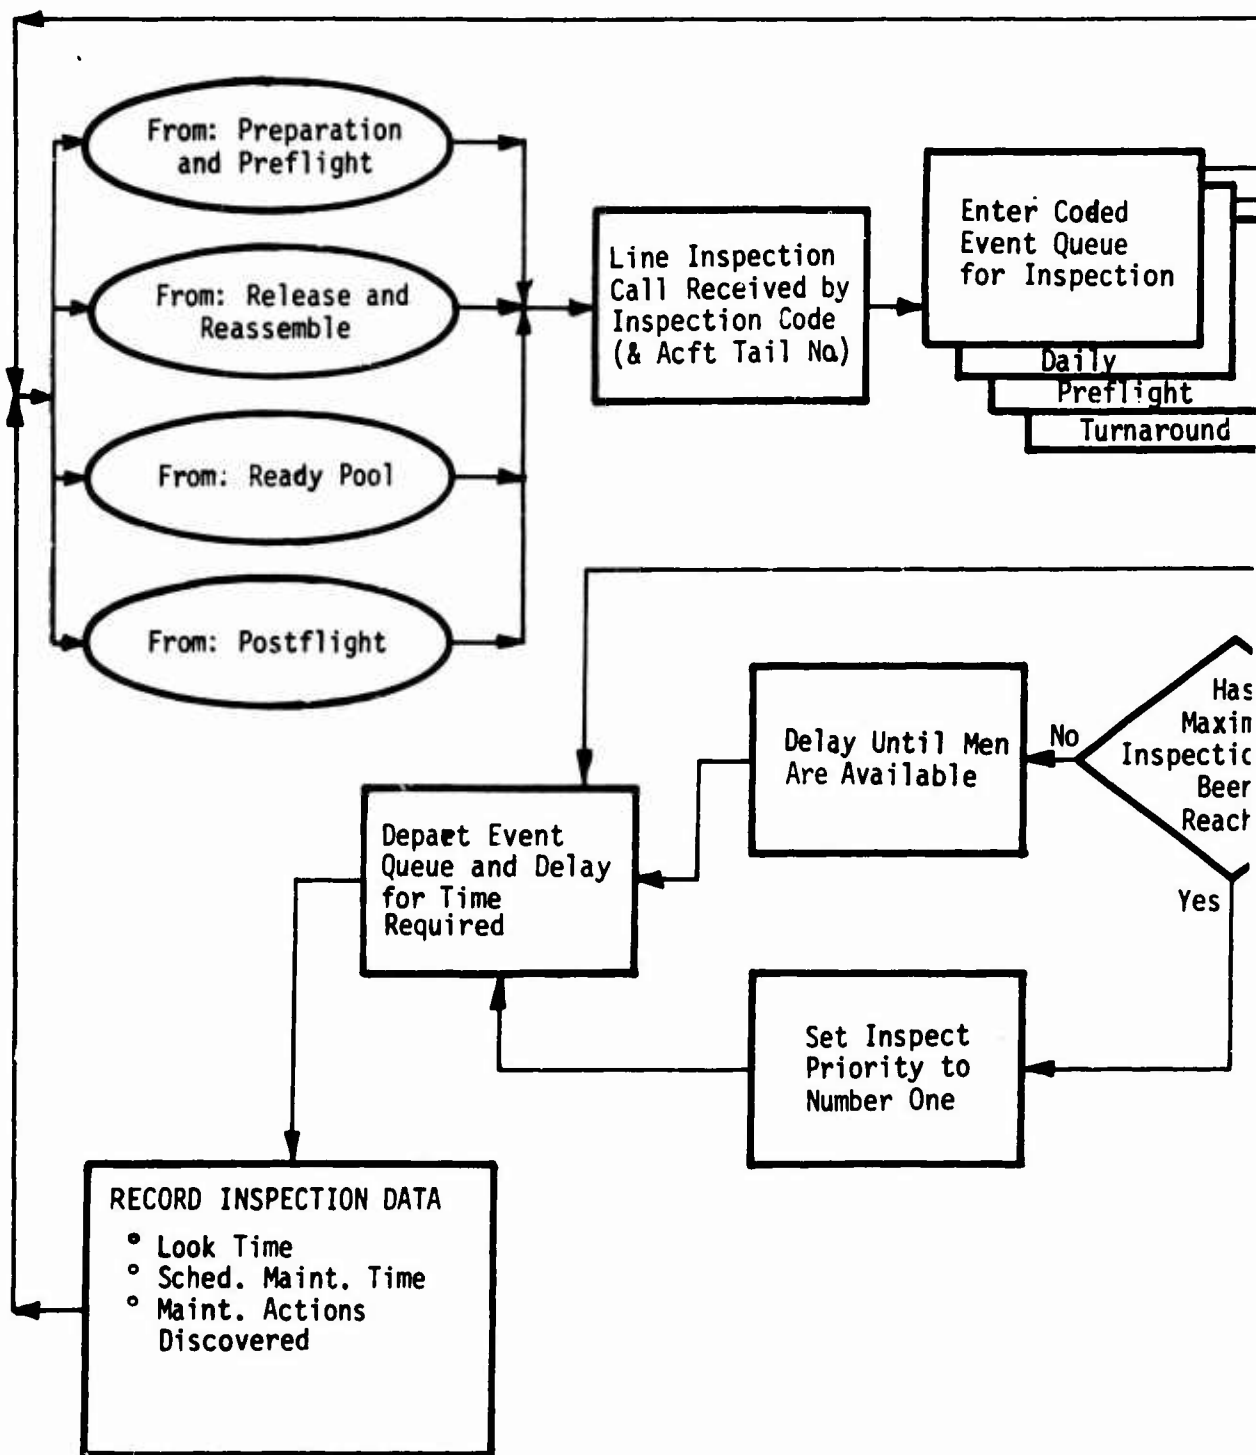 From: Preparation
and Preflight
From: Release and
Reassemble
From: Ready Pool
From: Postflight
Line Inspection
Call Received by
Inspection Code
(& Acft Tail No.)
Enter Coded
Event Queue
for Inspection
Daily
Preflight
Turnaround
Has
Inspectio
Reach
No
Yes
Delay Until Men
Are Available
Depart Event
Queue and Delay
for Time
Required
Set Inspect
Priority to
Number One
RECORD INSPECTION DATA
° Look Time
° Sched. Maint. Time
° Maint. Actions
Discovered